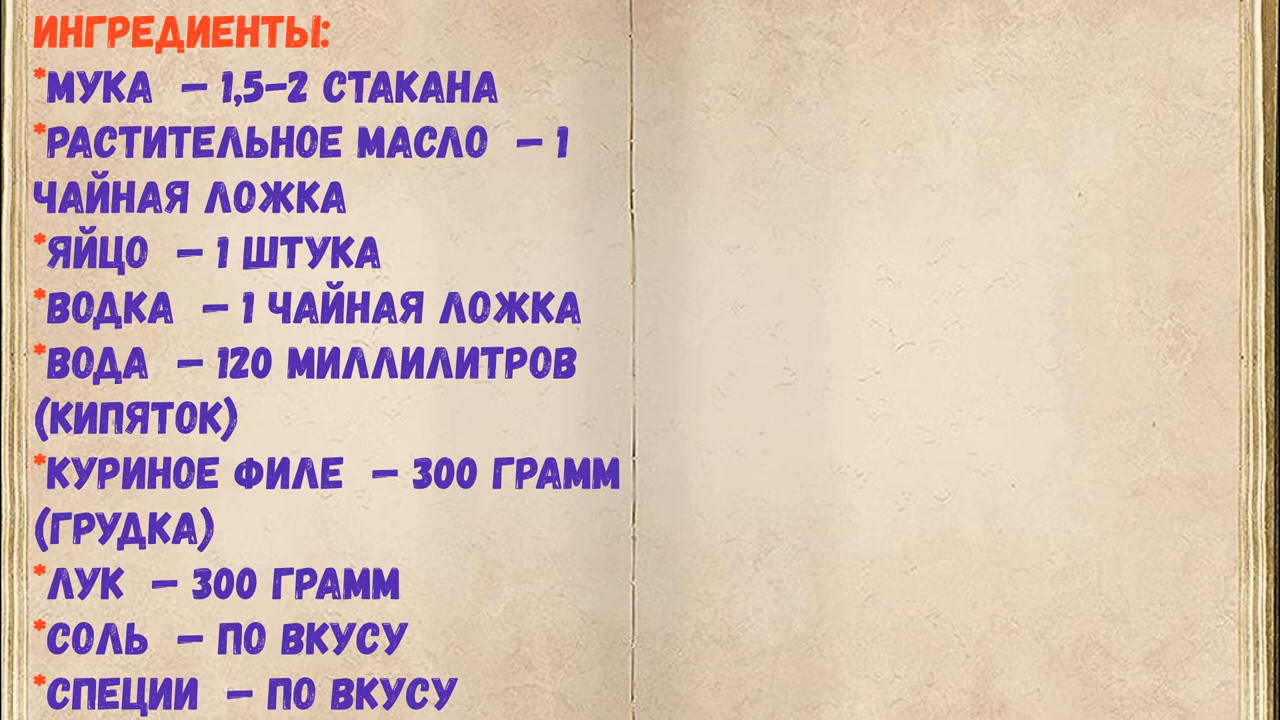 ИНГРЕДИЕНТЫ:
*МУКА – 1,5-2 СТАКАНА
*РАСТИТЕЛЬНОЕ МАСЛО – 1
ЧАЙНАЯ ЛОЖКА
*ЯЙЦО – 1 ШТУКА
*ВОДКА – 1 ЧАЙНАЯ ЛОЖКА
*ВОДА – 120 МИЛЛИЛИТРОВ
(КИПЯТОК)
*КУРИНОЕ ФИЛЕ – 300 ГРАММ
(ГРУДКА)
*ЛУК – 300 ГРАММ
*СОЛЬ – ПО ВКУСУ
*СПЕЦИИ – ПО ВКУСУ